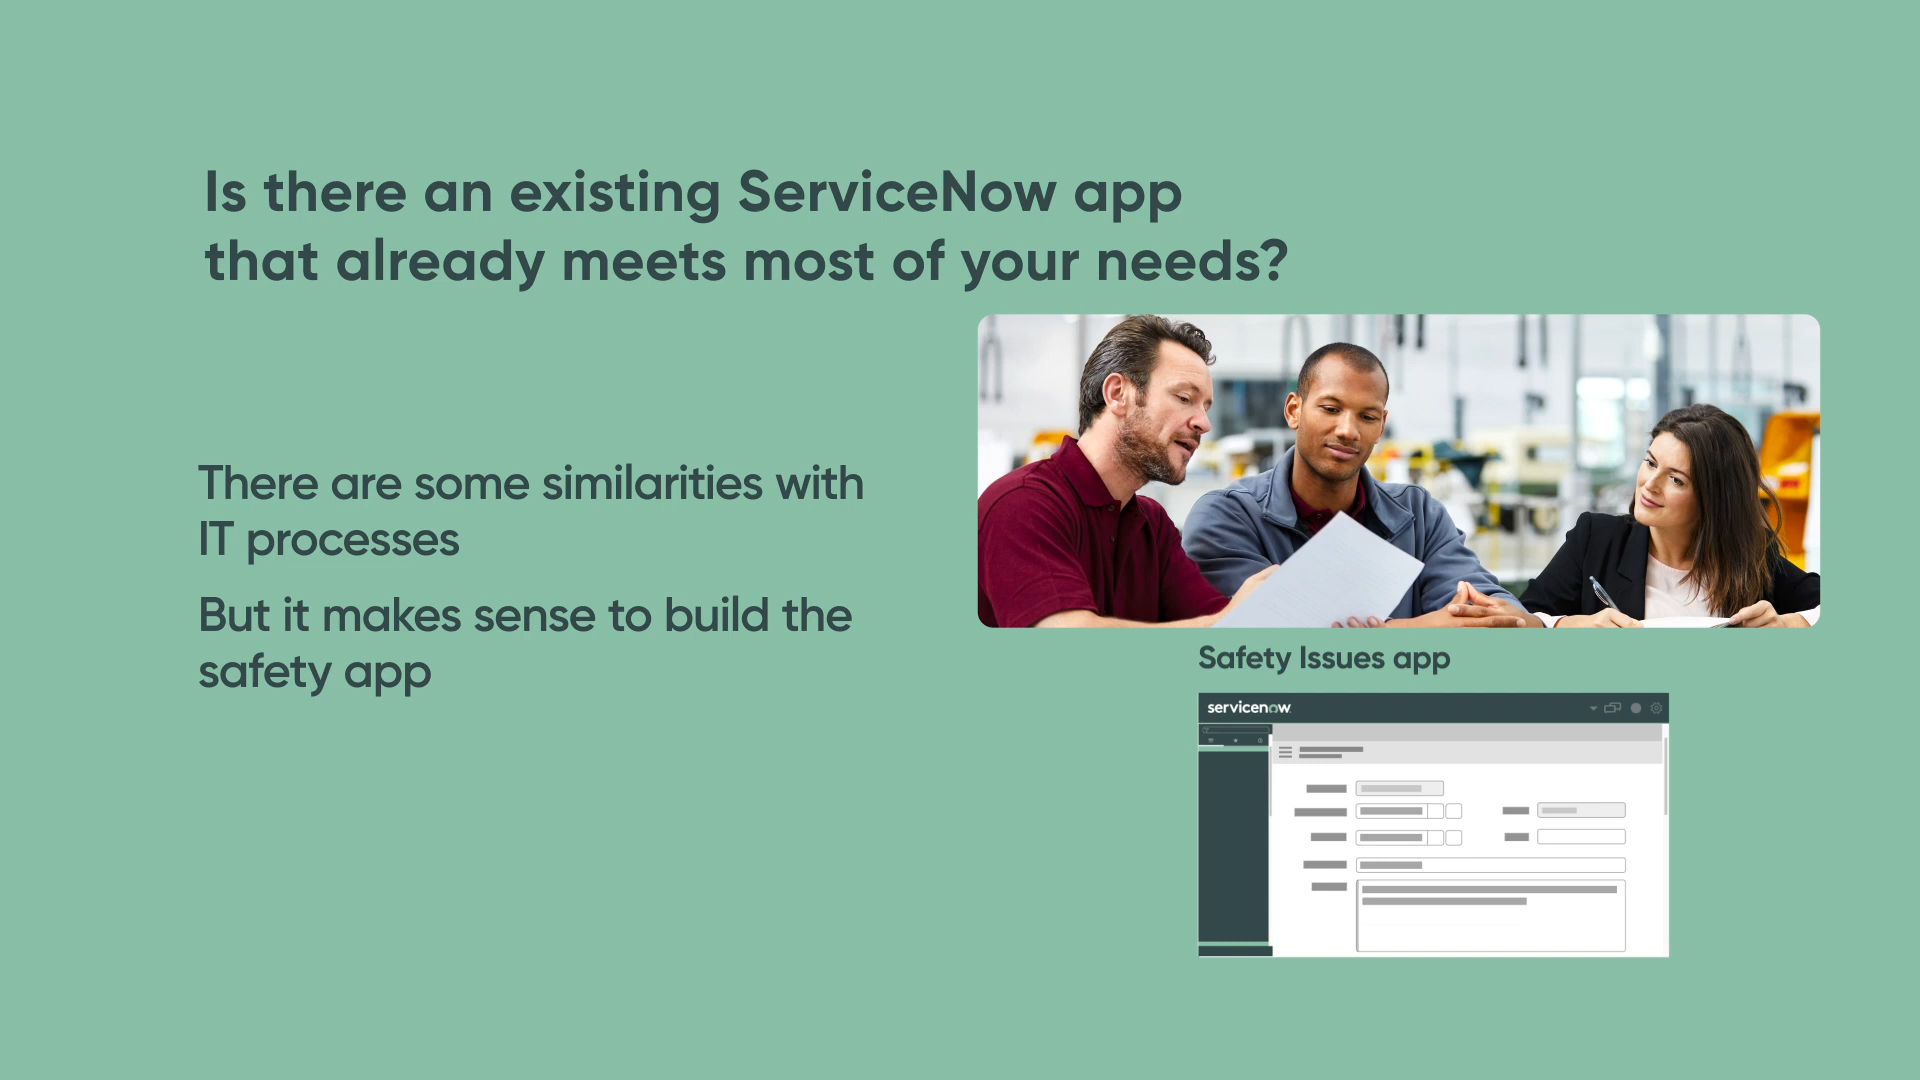 Is there an existing ServiceNow app
that already meets most of your needs?
There are some similarities with
IT processes
But it makes sense to build the
safety app
Safety Issues app
servicenow